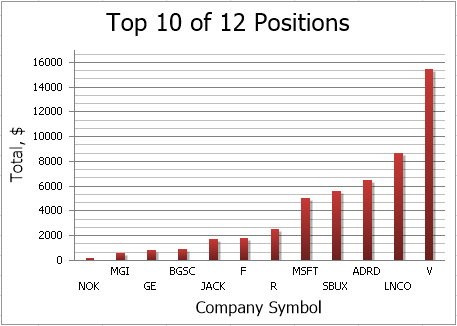 Top 10 of 12 Positions
Total, $
16000
14000
12000
10000
8000
6000
4000
2000
0
MGI BGSC F MSFT ADRD V
NOK GE JACK R SBUX LNCO
Company Symbol